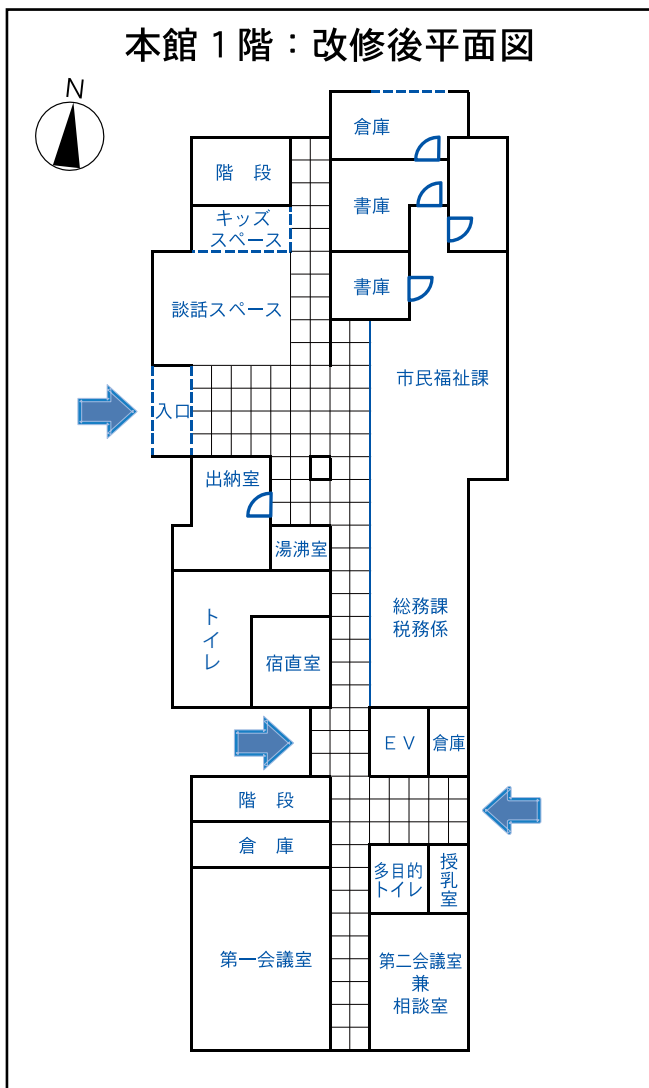 本館1階：改修後平面図
N
倉庫
階　段
書庫
キッズ
スペース
書庫
談話スペース
市民福祉課
入口
出納室
湯沸室
総務課
税務係
トイレ
宿直室
ＥＶ
倉庫
階　段
倉　庫
多目的
トイレ
授乳室
第一会議室
第二会議室
兼
相談室